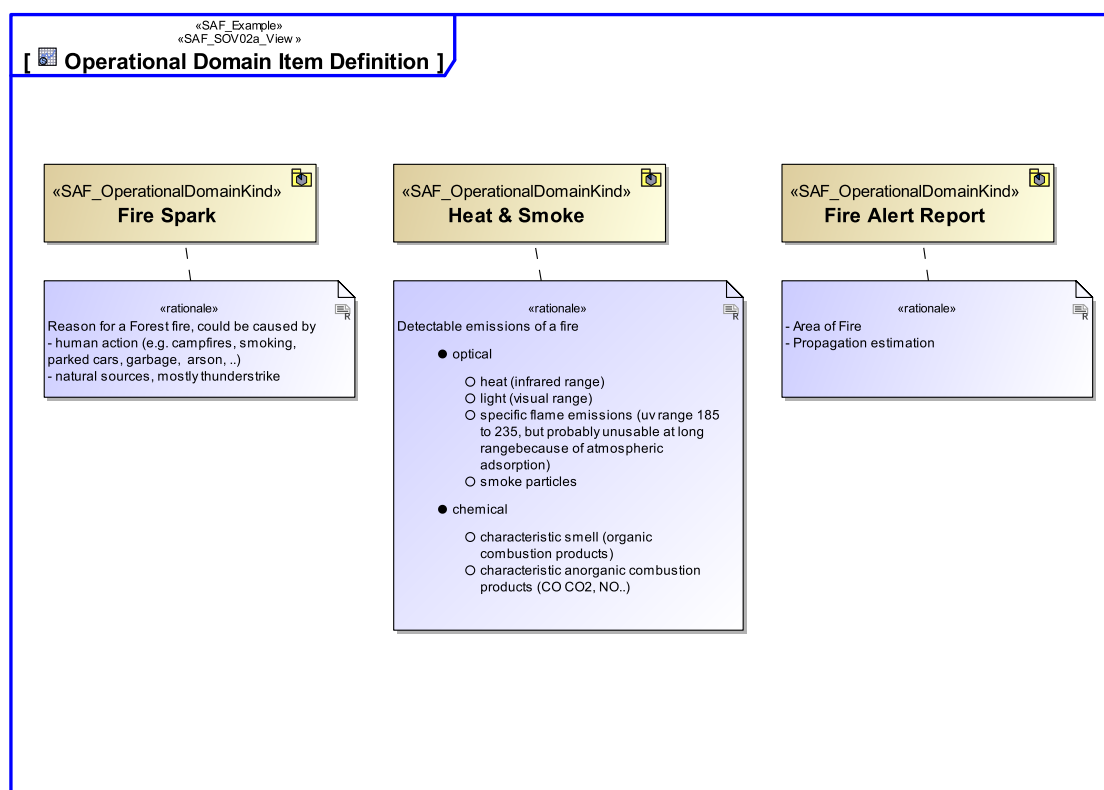 «SAF_Example»
«SAF_SOV02a_View»
[ Operational Domain Item Definition ]
«SAF_OperationalDomainKind»
Fire Spark
«rationale»
Reason for a Forest fire, could be caused by
- human action (e.g. campfires, smoking,
parked cars, garbage, arson, ..)
- natural sources, mostly thunderstrike
«SAF_OperationalDomainKind»
Heat & Smoke
«rationale»
Detectable emissions of a fire
● optical
○ heat (infrared range)
○ light (visual range)
○ specific flame emissions (uv range 185
to 235, but probably unusable at long
rangebecause of atmospheric
adsorption)
○ smoke particles
● chemical
○ characteristic smell (organic
combustion products)
○ characteristic anorganic combustion
products (CO CO2, NO..)
«SAF_OperationalDomainKind»
Fire Alert Report
«rationale»
- Area of Fire
- Propagation estimation